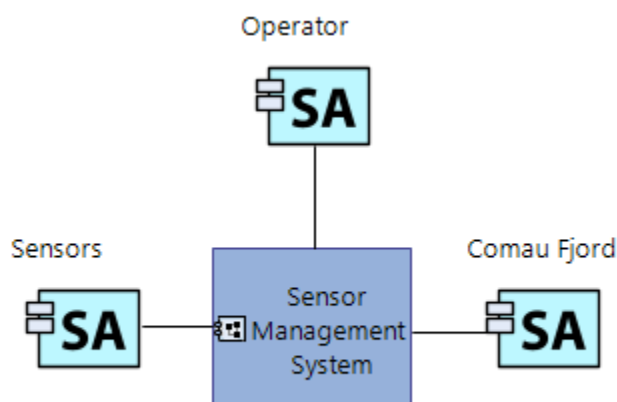 Operator
SA
Sensors
Comau Fjord
SA
Sensor
Management
System
SA